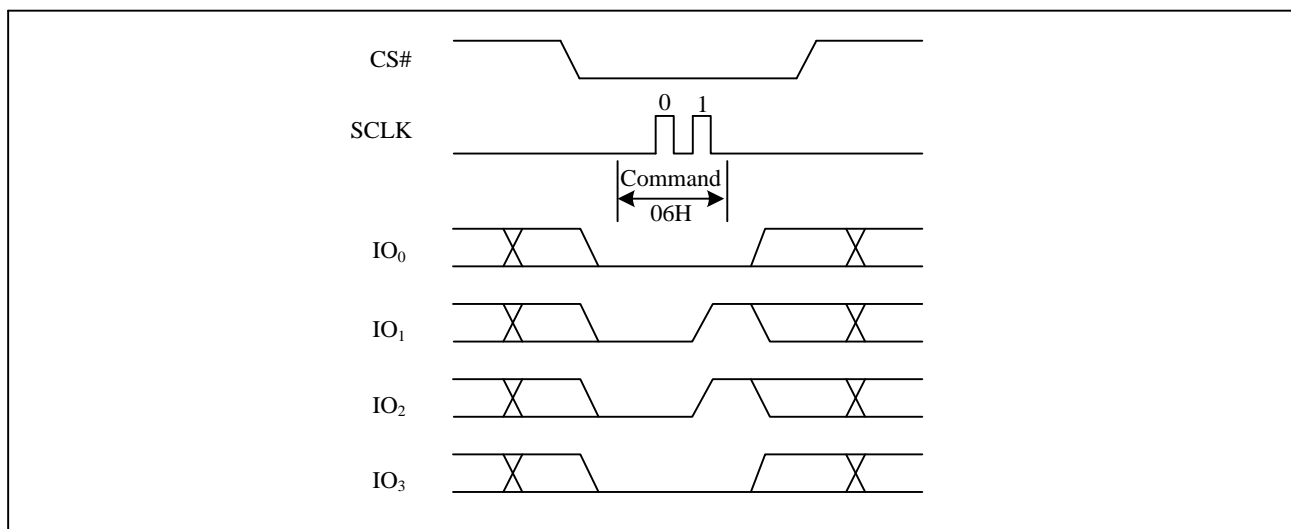 CS#
0 1
SCLK
Command
06H
IO₀
IO₁
IO₂
IO₃